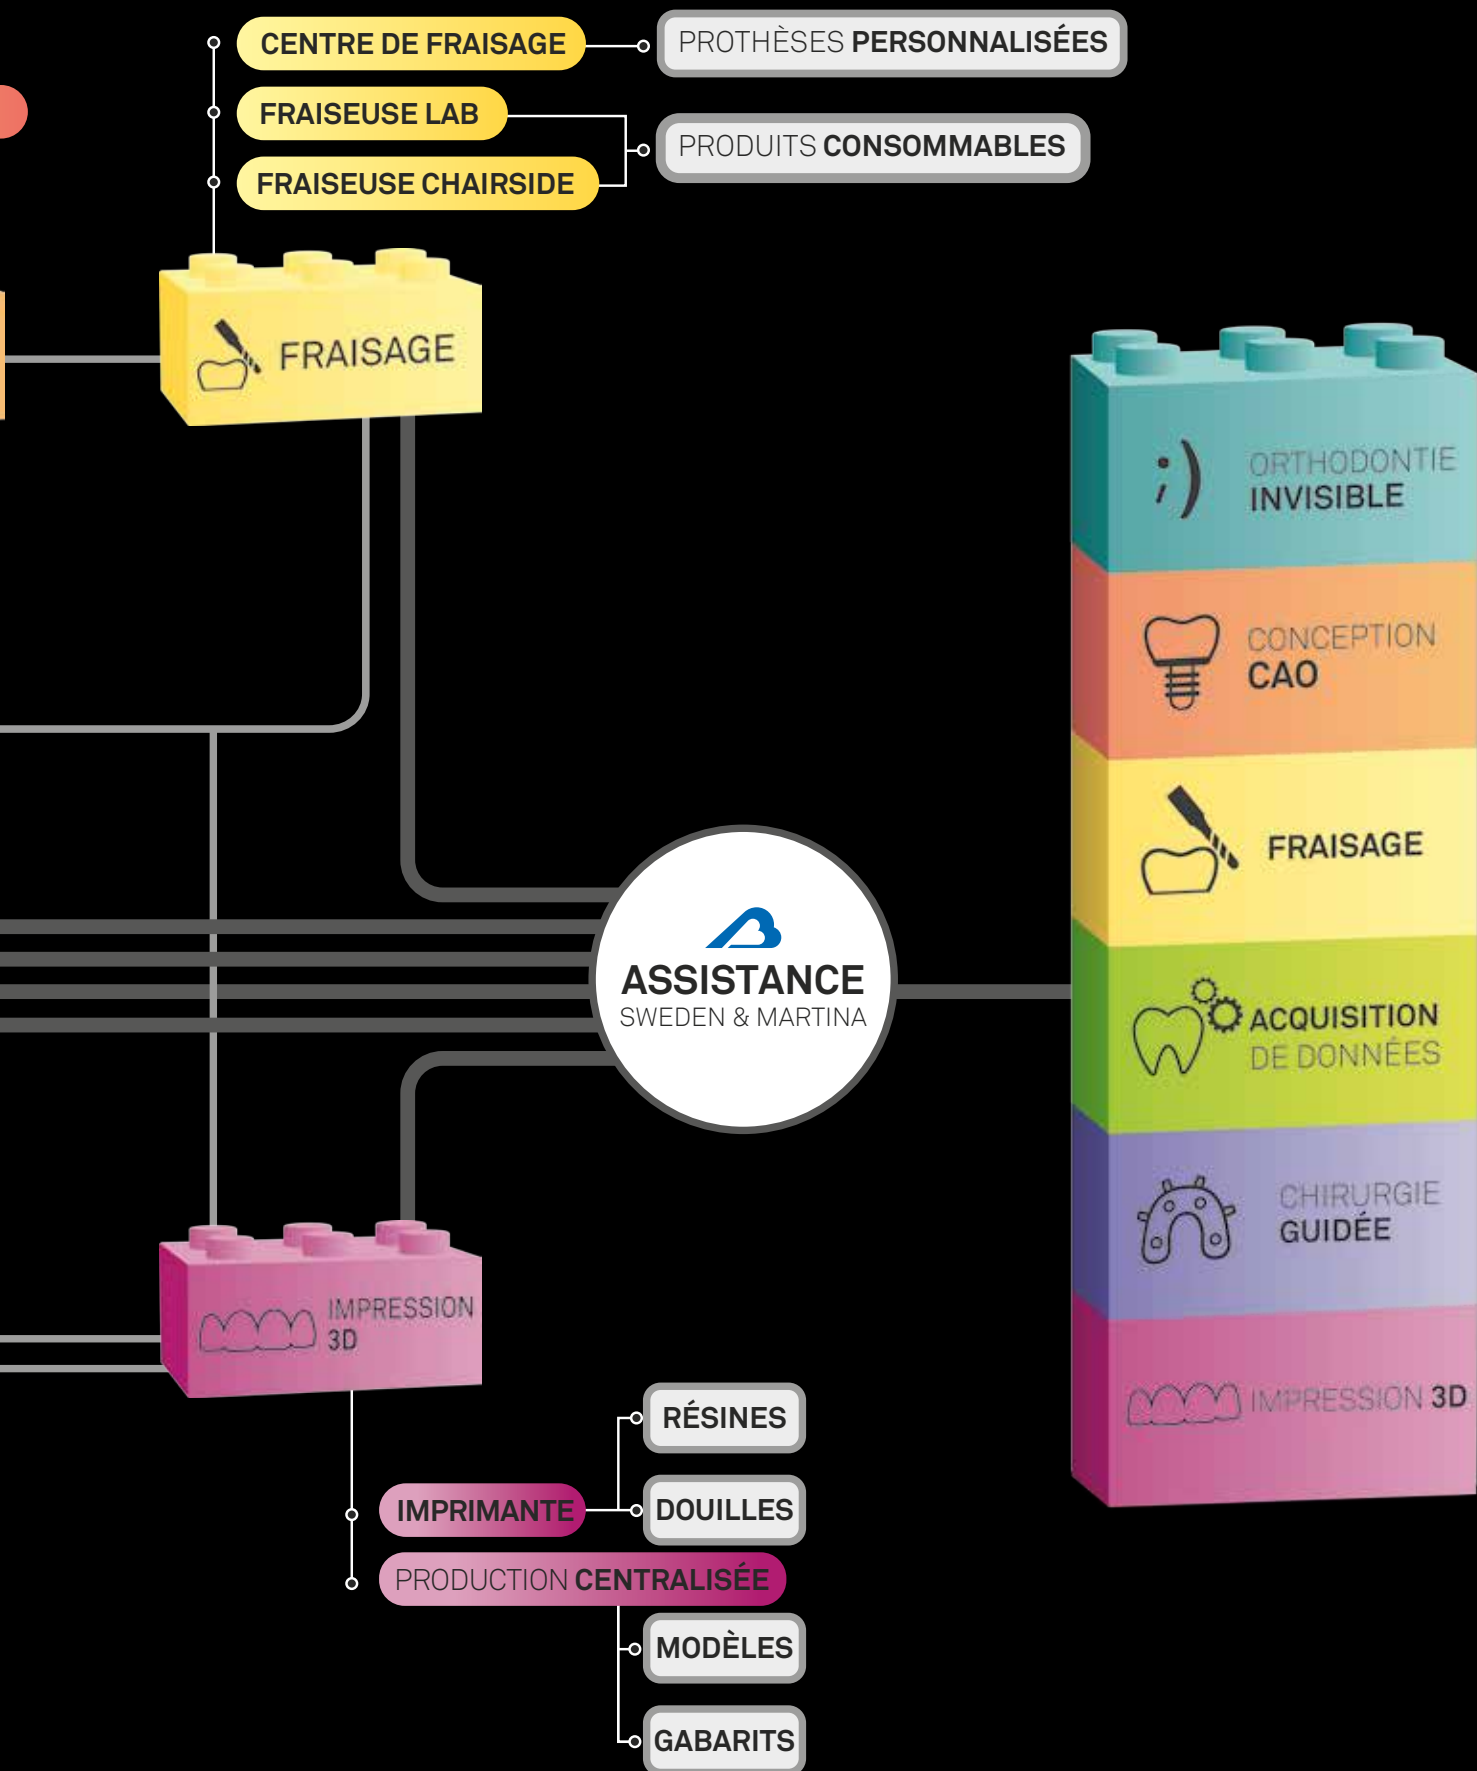 CENTRE DE FRAISAGE
PROTHÈSES PERSONNALISÉES
FRAISEUSE LAB
PRODUITS CONSOMMABLES
FRAISEUSE CHAIRSIDE
FRAISAGE
ORTHODONTIE
INVISIBLE
CONCEPTION
CAO
FRAISAGE
ASSISTANCE
SWEDEN & MARTINA
ACQUISITION
DE DONNÉES
CHIRURGIE
GUIDÉE
IMPRESSION
3D
IMPRESSION 3D
RÉSINES
IMPRIMANTE
DOUILLES
PRODUCTION CENTRALISÉE
MODÈLES
GABARITS